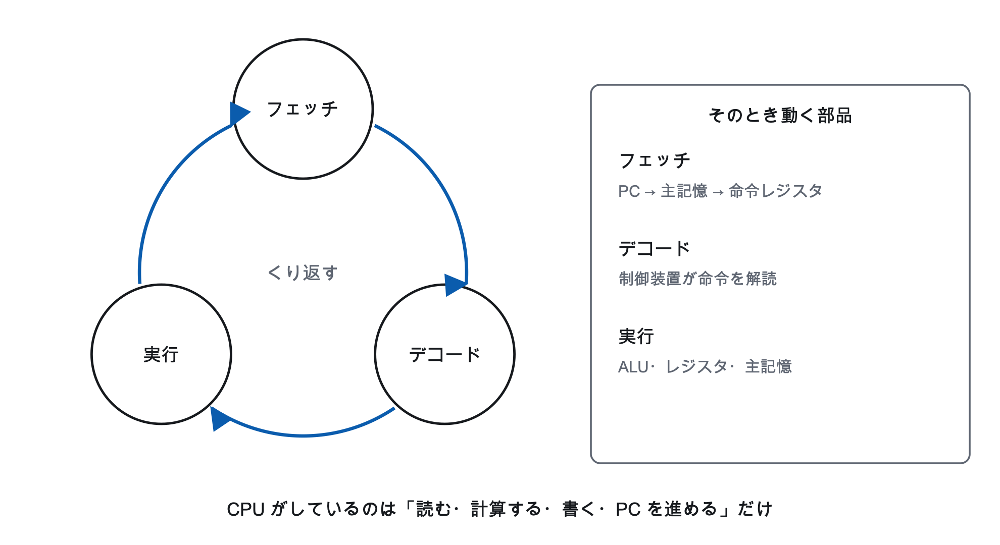 フェッチ
くり返す
実行
デコード
そのとき動く部品
フェッチ
PC → 主記憶 → 命令レジスタ
デコード
制御装置が命令を解読
実行
ALU・レジスタ・主記憶
CPU がしているのは「読む・計算する・書く・PC を進める」だけ